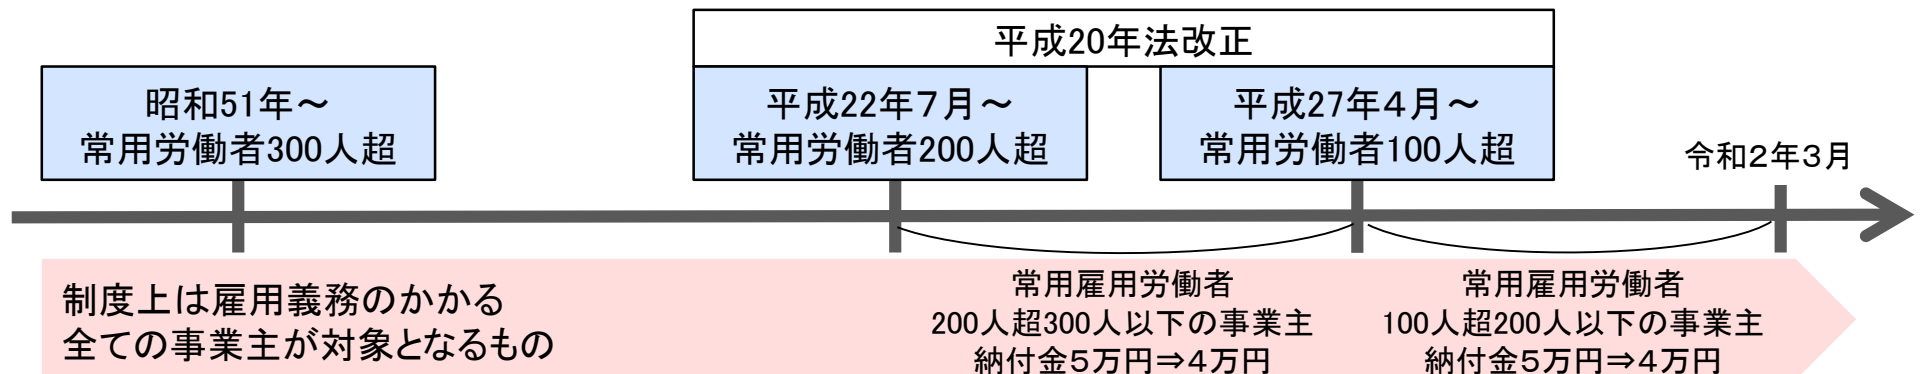 平成20年法改正
昭和51年～
常用労働者300人超
平成22年７月～
常用労働者200人超
平成27年４月～
常用労働者100人超
令和２年３月
制度上は雇用義務のかかる
全ての事業主が対象となるもの
常用雇用労働者
200人超300人以下の事業主
納付金５万円⇒４万円
常用雇用労働者
100人超200人以下の事業主
納付金５万円⇒４万円